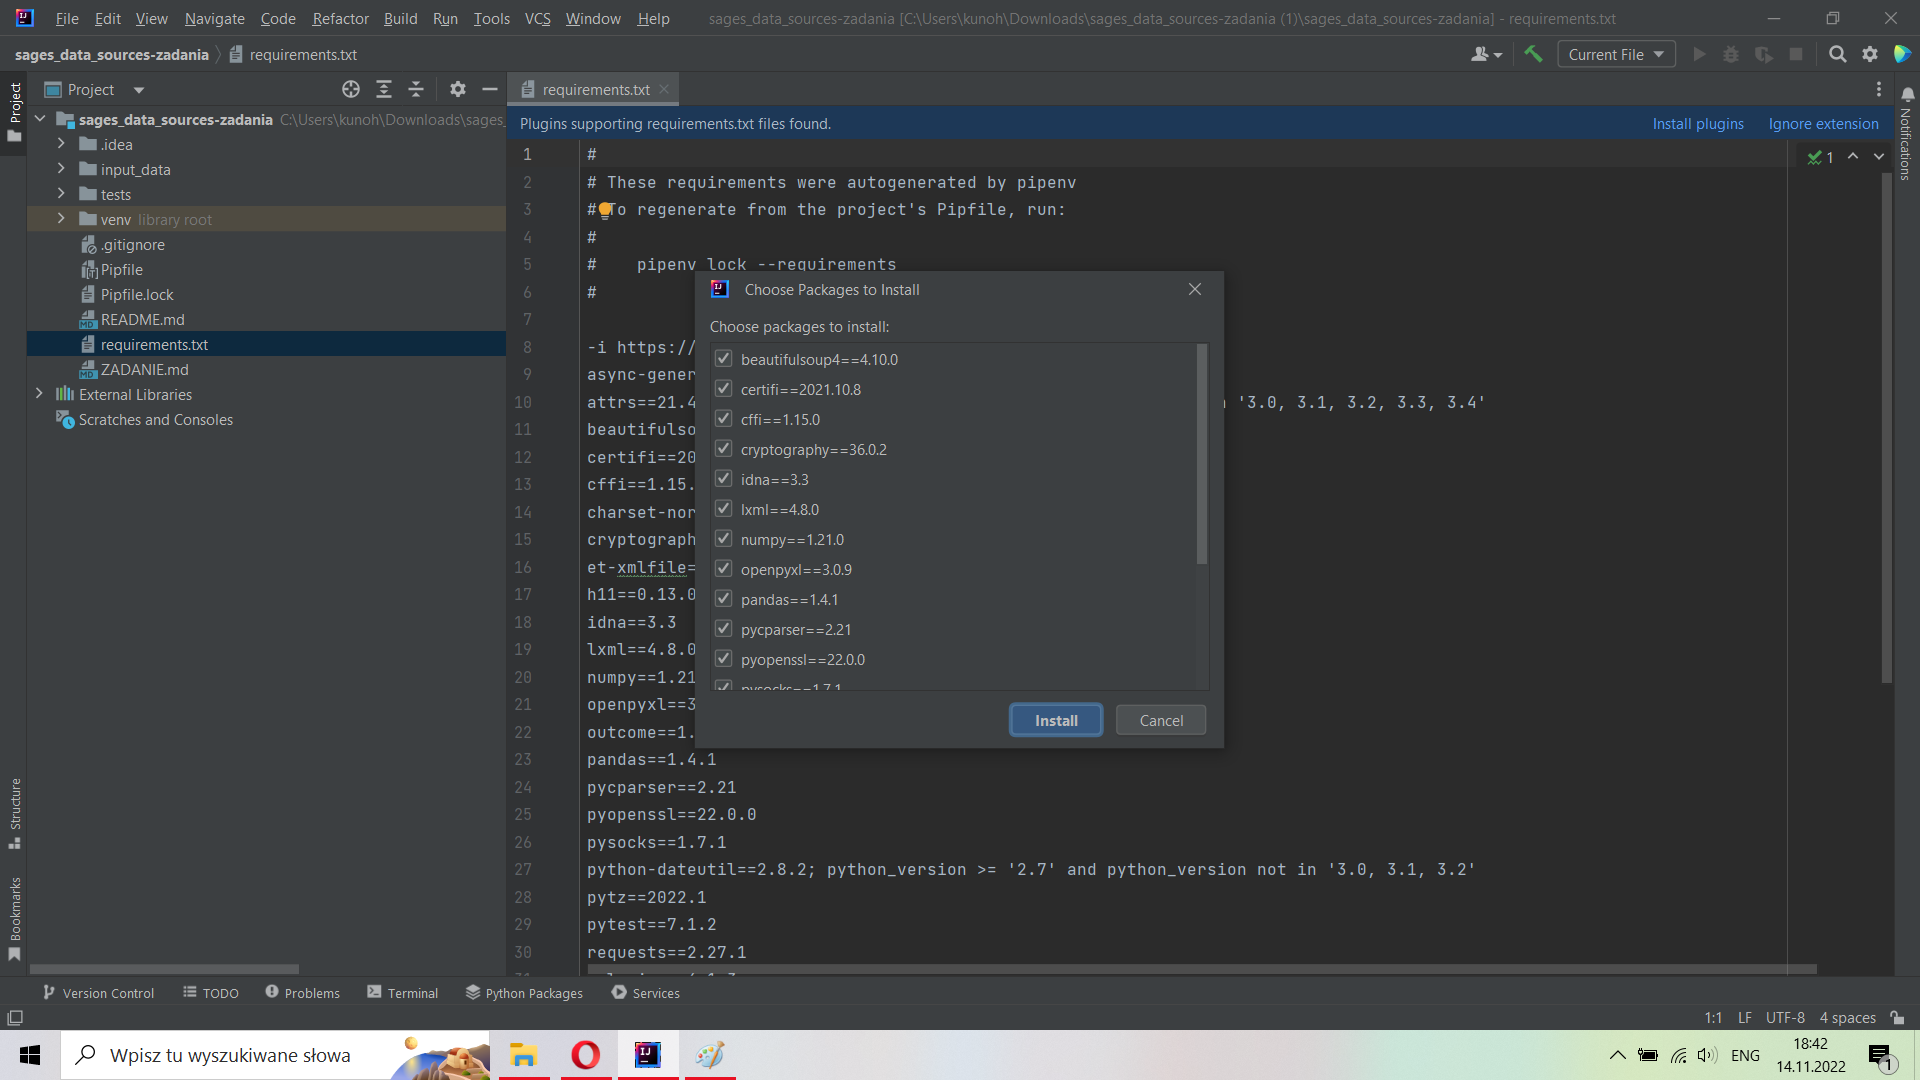 File Edit View Navigate Code Refactor Build Run Tools VCS Window Help sages_data_sources-zadania [C:\Users\kunoh\Downloads\sages_data_sources-zadania (1)\sages_data_sources-zadania] - requirements.txt
sages_data_sources-zadania requirements.txt Current File
Project
requirements.txt
Project
Notifications
Structure
Bookmarks
sages_data_sources-zadania C:\Users\kunoh\Downloads\sages_
.idea
input_data
tests
venv library root
.gitignore
Pipfile
Pipfile.lock
README.md
requirements.txt
ZADANIE.md
External Libraries
Scratches and Consoles
Plugins supporting requirements.txt files found. Install plugins Ignore extension
1 #
1
2 # These requirements were autogenerated by pipenv
3 # To regenerate from the project's Pipfile, run:
4 #
5 # pipenv lock --requirements
6 #
7
8 -i https://
9 async-gener
10 attrs==21.4 '3.0, 3.1, 3.2, 3.3, 3.4'
11 beautifulso
12 certifi==20
13 cffi==1.15.
14 charset-nor
15 cryptograph
16 et-xmlfile=
17 h11==0.13.0
18 idna==3.3
19 lxml==4.8.0
20 numpy==1.21
21 openpyxl==3
22 outcome==1.
23 pandas==1.4.1
24 pycparser==2.21
25 pyopenssl==22.0.0
26 pysocks==1.7.1
27 python-dateutil==2.8.2; python_version >= '2.7' and python_version not in '3.0, 3.1, 3.2'
28 pytz==2022.1
29 pytest==7.1.2
30 requests==2.27.1
Choose Packages to Install
Choose packages to install:
beautifulsoup4==4.10.0
certifi==2021.10.8
cffi==1.15.0
cryptography==36.0.2
idna==3.3
lxml==4.8.0
numpy==1.21.0
openpyxl==3.0.9
pandas==1.4.1
pycparser==2.21
pyopenssl==22.0.0
pysocks==1.7.1
Install Cancel
Version Control TODO Problems Terminal Python Packages Services
1:1 LF UTF-8 4 spaces
Wpisz tu wyszukiwane słowa
ENG
18:42
14.11.2022
1